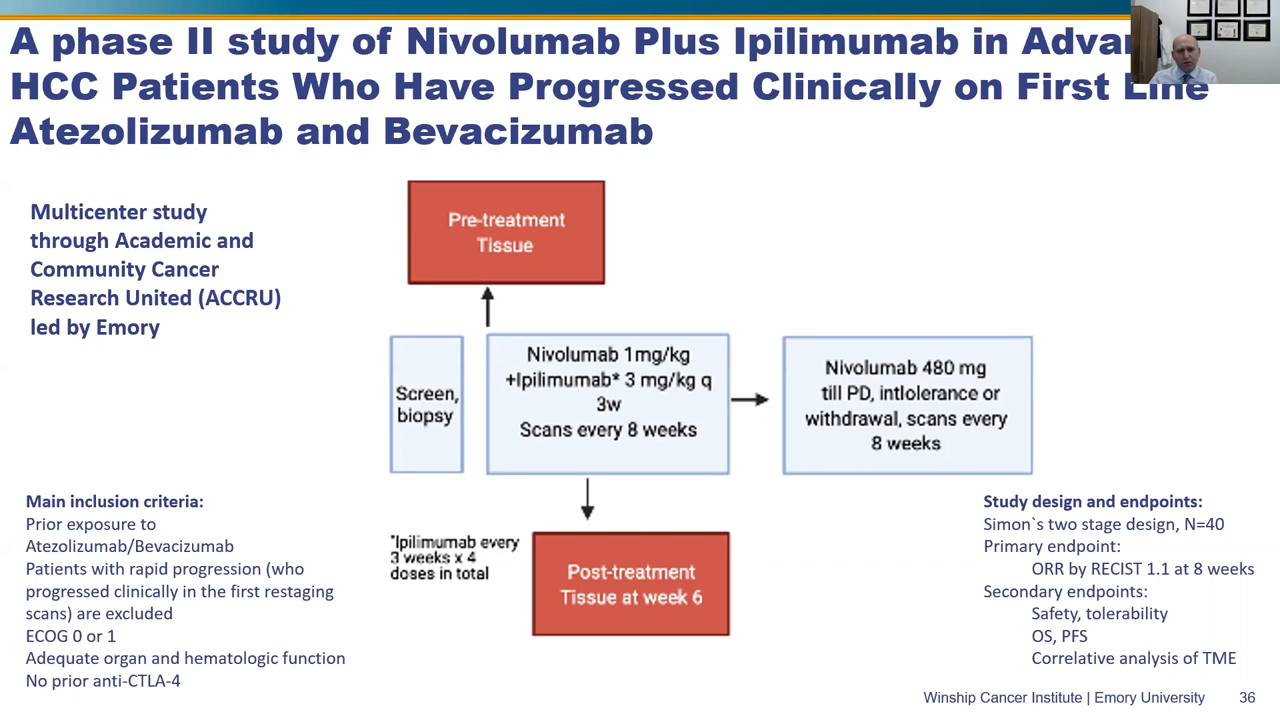 A phase II study of Nivolumab Plus Ipilimumab in
HCC Patients Who Have Progressed Clinically on First Line
Atezolizumab and Bevacizumab
Multicenter study
through Academic and
Community Cancer
Research United (ACCRU)
led by Emory
Pre-treatment
Tissue
Screen,
biopsy
Nivolumab 1mg/kg
+Ipilimumab* 3 mg/kg q
3w
Scans every 8 weeks
Nivolumab 480 mg
till PD, intlolerance or
withdrawal, scans every
8 weeks
*Ipilimumab every
3 weeks x 4
doses in total
Post-treatment
Tissue at week 6
Main inclusion criteria:
Prior exposure to
Atezolizumab/Bevacizumab
Patients with rapid progression (who
progressed clinically in the first restaging
scans) are excluded
ECOG 0 or 1
Adequate organ and hematologic function
No prior anti-CTLA-4
Study design and endpoints:
Simon`s two stage design, N=40
Primary endpoint:
ORR by RECIST 1.1 at 8 weeks
Secondary endpoints:
Safety, tolerability
OS, PFS
Correlative analysis of TME
Winship Cancer Institute | Emory University 36